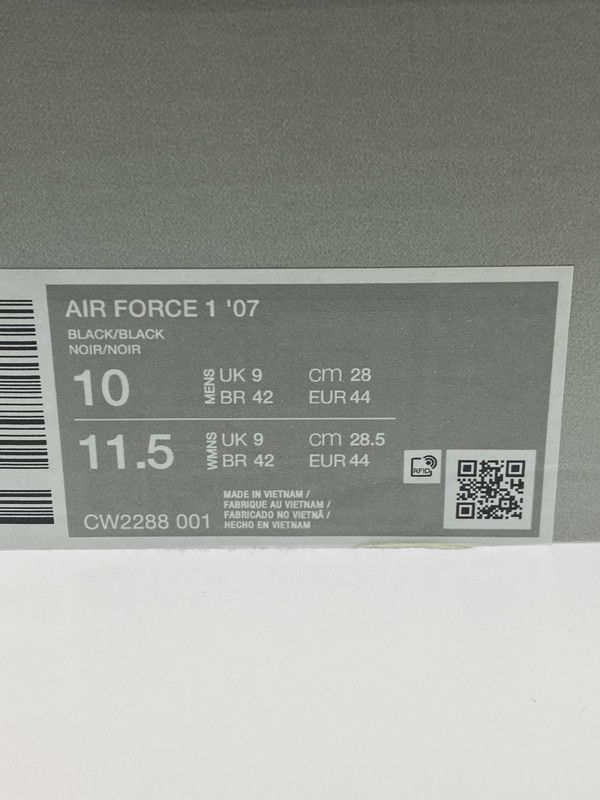 AIR FORCE 1 '07
BLACK/BLACK
NOIR/NOIR
10 MENS UK 9 cm 28
BR 42 EUR 44
11.5 WMNS UK 9 cm 28.5
BR 42 EUR 44
RFID
MADE IN VIETNAM /
FABRIQUE AU VIETNAM /
FABRICADO NO VIETNÃ /
HECHO EN VIETNAM
CW2288 001